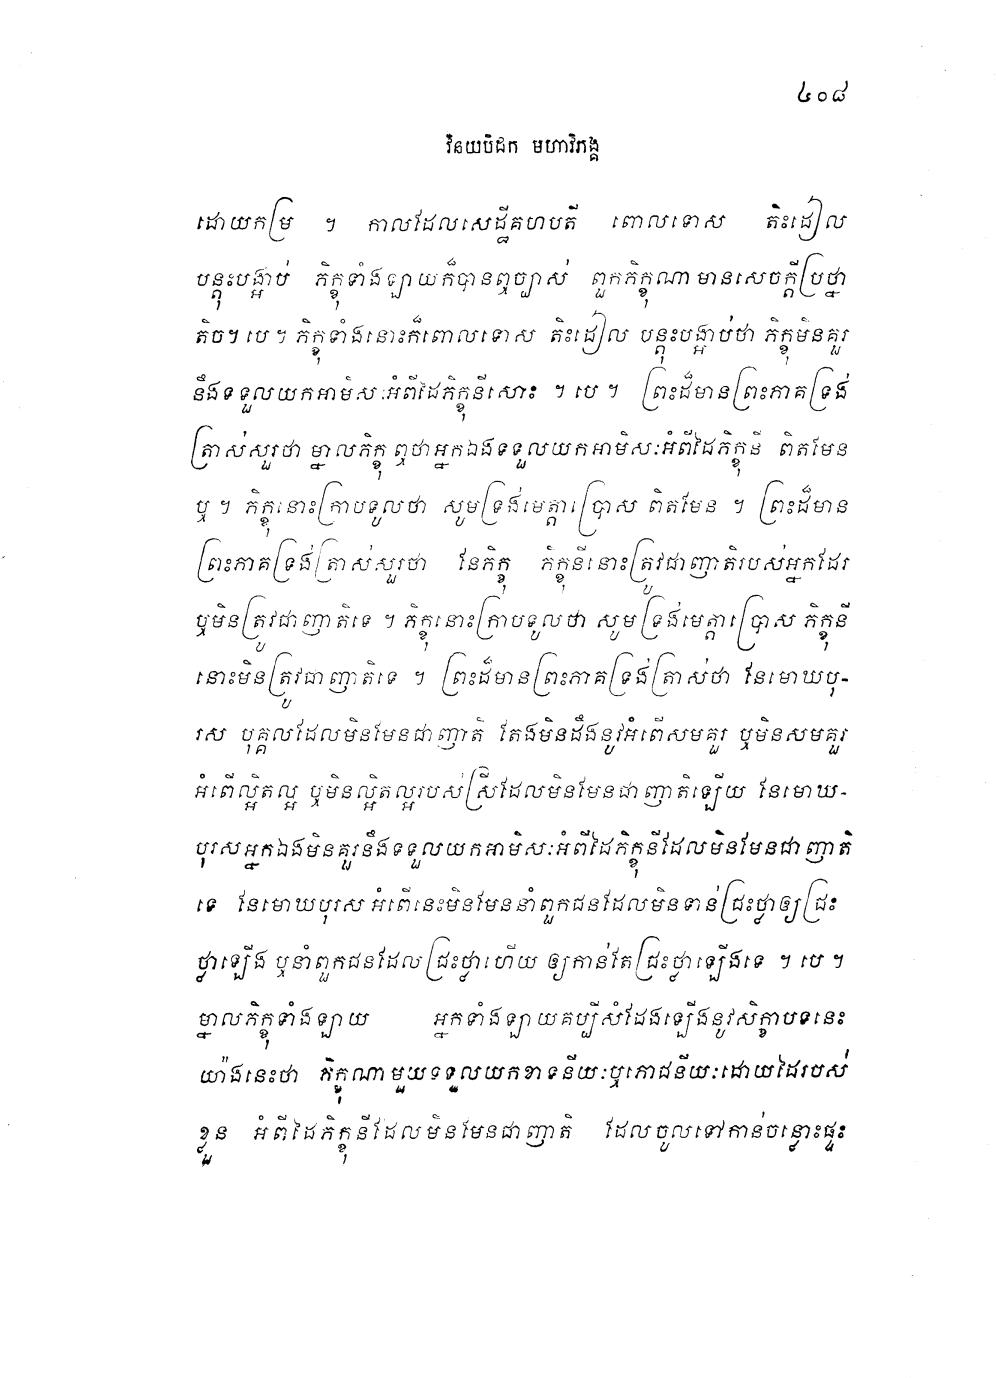 ៤០៨
វិនយបិដក មហាវិភង្គ
ដោយកម្រ ។ កាលដែលសេដ្ឋីគហបតី ពោលទោស តិះដៀល
បន្តុះបង្អាប់ ភិក្ខុទាំងឡាយក៏បានឮច្បាស់ ពួកភិក្ខុណាមានសេចក្តីប្រថ្នា
តិច។ បេ ។ ភិក្ខុទាំងនោះក៏ពោលទោស តិះដៀល បន្តុះបង្អាប់ថា ភិក្ខុមិនគួរ
នឹងទទួលយកអាមិសៈអំពីដៃភិក្ខុនីសោះ ។ បេ ។ ព្រះដ៏មានព្រះភាគទ្រង់
ត្រាស់សួរថា ម្នាលភិក្ខុ ឮថាអ្នកឯងទទួលយកអាមិសៈអំពីដៃភិក្ខុនី ពិតមែន
ឬ ។ ភិក្ខុនោះក្រាបទូលថា សូមទ្រង់មេត្តាប្រោស ពិតមែន ។ ព្រះដ៏មាន
ព្រះភាគទ្រង់ត្រាស់សួរថា នែភិក្ខុ ភិក្ខុនីនោះត្រូវជាញាតិរបស់អ្នកដែរ
ឬមិនត្រូវជាញាតិទេ ។ ភិក្ខុនោះក្រាបទូលថា សូមទ្រង់មេត្តាប្រោស ភិក្ខុនី
នោះមិនត្រូវជាញាតិទេ ។ ព្រះដ៏មានព្រះភាគទ្រង់ត្រាស់ថា នែមោឃបុ-
រស បុគ្គលដែលមិនមែនជាញាតិ តែងមិនដឹងនូវអំពើសមគួរ ឬមិនសមគួរ
អំពើល្អិតល្អ ឬមិនល្អិតល្អរបស់ស្រីដែលមិនមែនជាញាតិឡើយ នែមោឃ-
បុរសអ្នកឯងមិនគួរនឹងទទួលយកអាមិសៈអំពីដៃភិក្ខុនីដែលមិនមែនជាញាតិ
ទេ នែមោឃបុរស អំពើនេះមិនមែននាំពួកជនដែលមិនទាន់ជ្រះថ្លាឲ្យជ្រះ
ថ្លាឡើង ឬនាំពួកជនដែលជ្រះថ្លាហើយ ឲ្យកាន់តែជ្រះថ្លាឡើងទេ ។ បេ ។
ម្នាលភិក្ខុទាំងឡាយ អ្នកទាំងឡាយគប្បីសំដែងឡើងនូវសិក្ខាបទនេះ
យ៉ាងនេះថា ភិក្ខុណាមួយទទួលយកខាទនីយៈឬភោជនីយៈដោយដៃរបស់
ខ្លួន អំពីដៃភិក្ខុនីដែលមិនមែនជាញាតិ ដែលចូលទៅកាន់ចន្លោះផ្ទះ